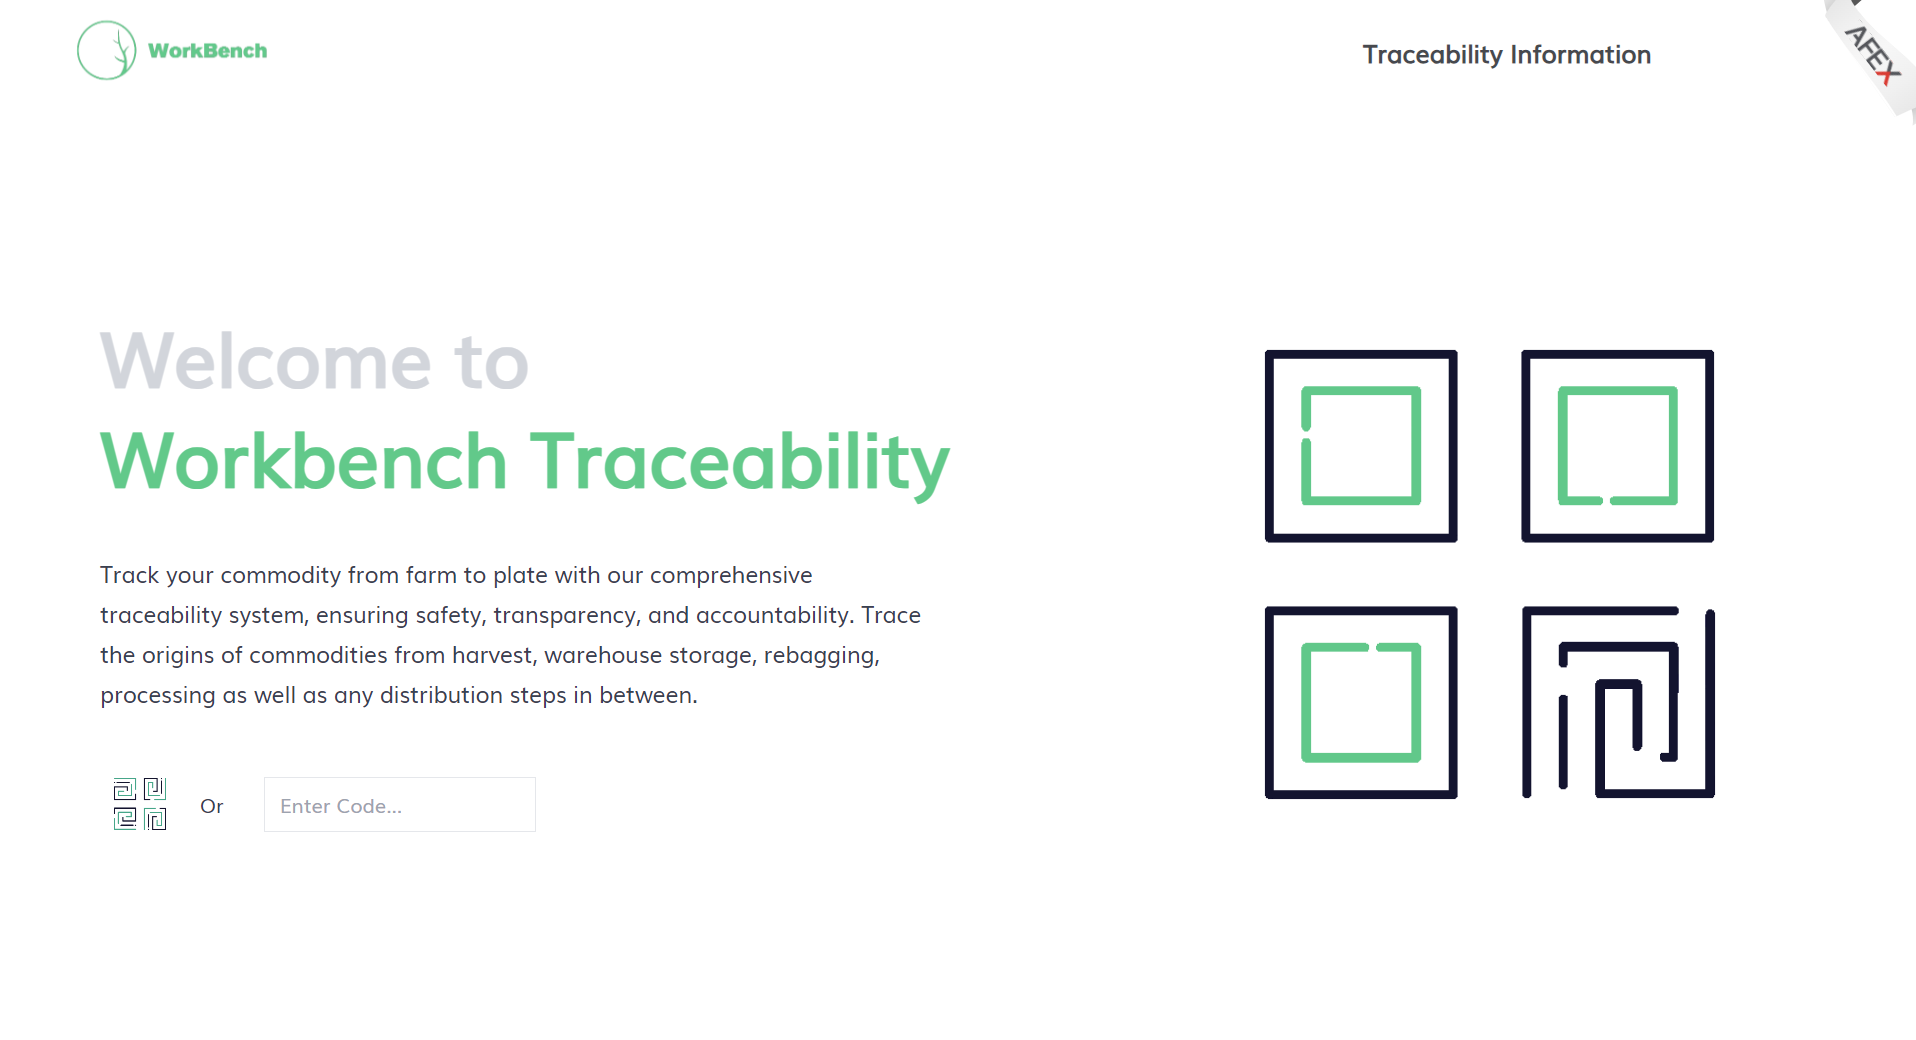 WorkBench
Traceability Information
AFEX
Welcome to
Workbench Traceability
Track your commodity from farm to plate with our comprehensive
traceability system, ensuring safety, transparency, and accountability. Trace
the origins of commodities from harvest, warehouse storage, rebagging,
processing as well as any distribution steps in between.
Or
Enter Code...